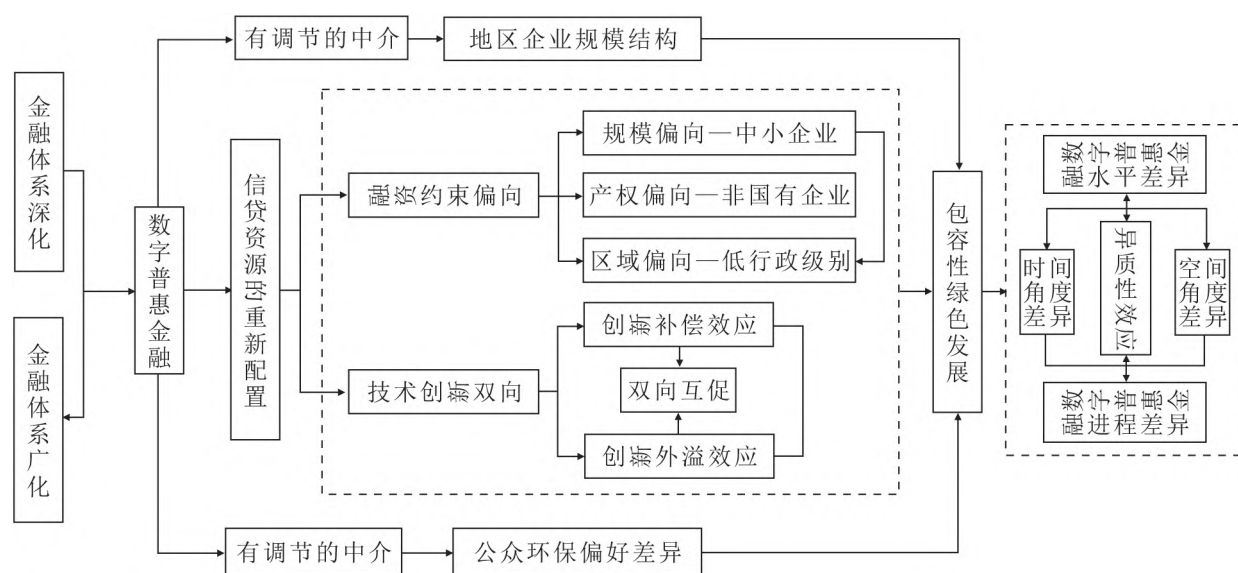 有调节的中介
地区企业规模结构
金融体系深化
金融体系广化
数字普惠金融
信贷资源的重新配置
融资约束偏向
规模偏向—中小企业
产权偏向—非国有企业
区域偏向—低行政级别
技术创新双向
创新补偿效应
双向互促
创新外溢效应
包容性绿色发展
数字普惠金
融水平差异
时间
角度
差异
异质性效应
空间
角度
差异
数字普惠金
融进程差异
有调节的中介
公众环保偏好差异